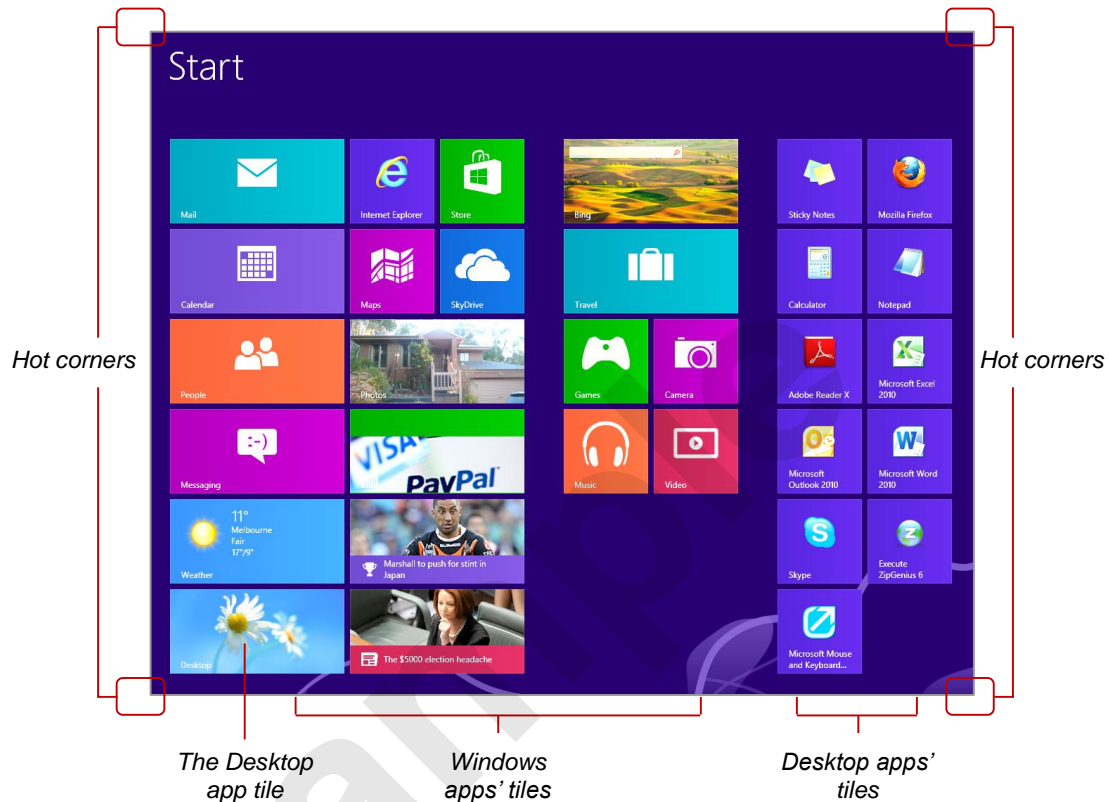 Start
Mail
Internet Explorer
Store
Bing
Sticky Notes
Mozilla Firefox
Calendar
Maps
SkyDrive
Travel
Calculator
Notepad
Hot corners
Hot corners
People
Photos
Games
Camera
Adobe Reader X
Microsoft Excel
2010
Messaging
VISA
PayPal
Music
Video
Microsoft
Outlook 2010
Microsoft Word
2010
11°
Melbourne
Fair
17°/9°
Weather
Marshall to push for stint in
Japan
Skype
Execute
ZipGenius 6
Desktop
The $5000 election headache
Microsoft Mouse
and Keyboard...
The Desktop
app tile
Windows
apps' tiles
Desktop apps'
tiles